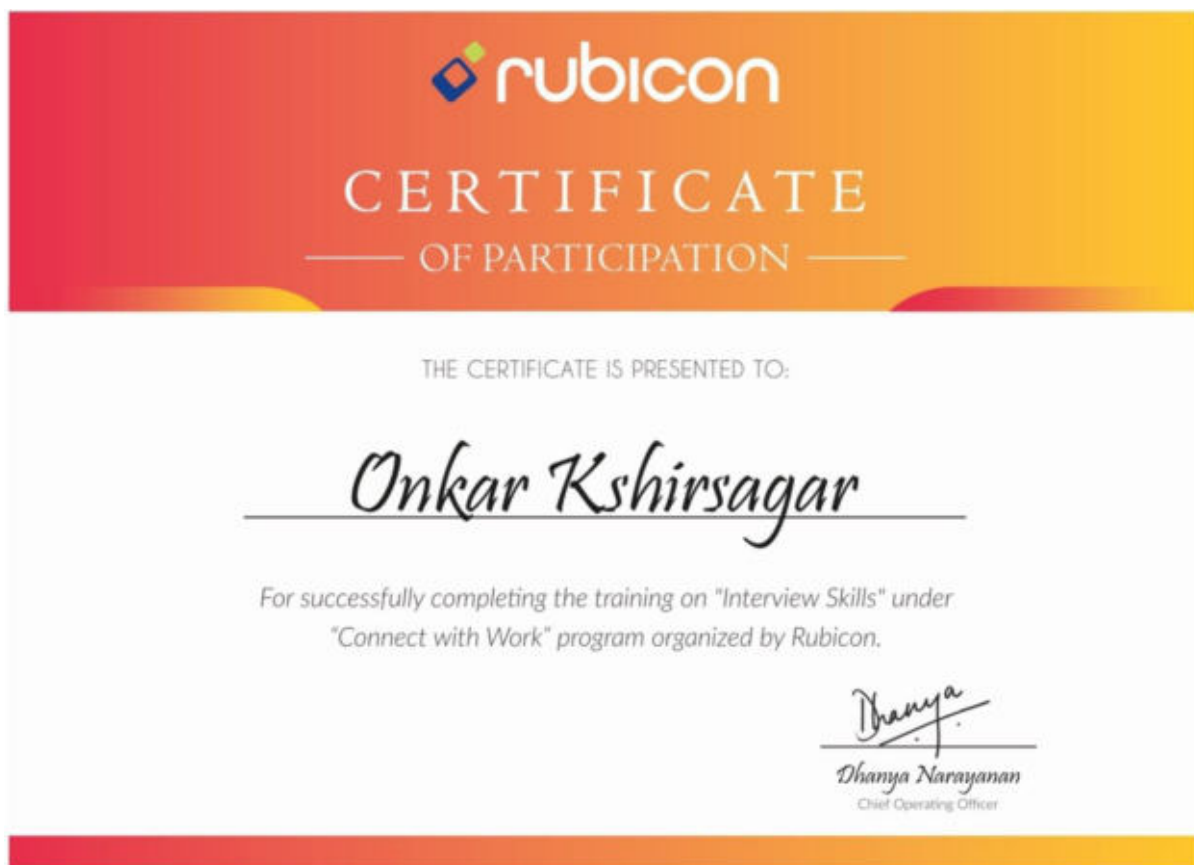 rubicon
CERTIFICATE
OF PARTICIPATION
THE CERTIFICATE IS PRESENTED TO:
Onkar Kshirsagar
For successfully completing the training on "Interview Skills" under
"Connect with Work" program organized by Rubicon.
Dhanya
Dhanya Narayanan
Chief Operating Officer